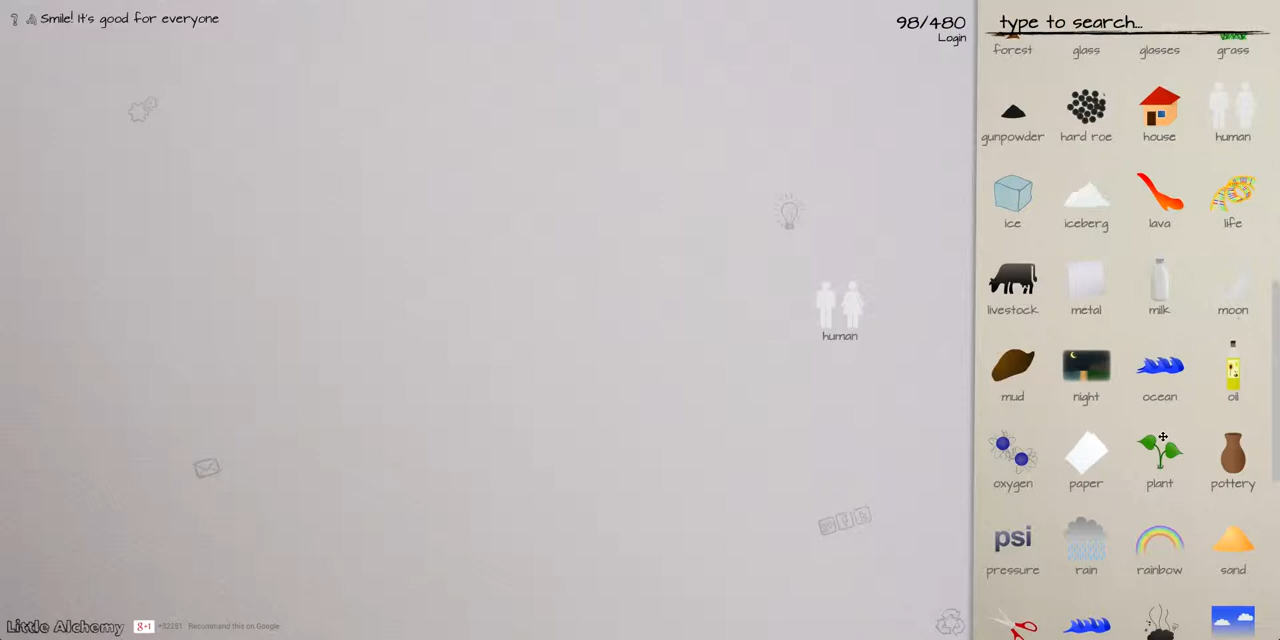 ? Smile! It's good for everyone
98/480
Login
type to search...
forest glass glasses grass
gunpowder hard roe house human
ice iceberg lava life
livestock metal milk moon
mud night ocean oil
oxygen paper plant pottery
psi
pressure rain rainbow sand
human
Little Alchemy g+1 +32281 Recommend this on Google